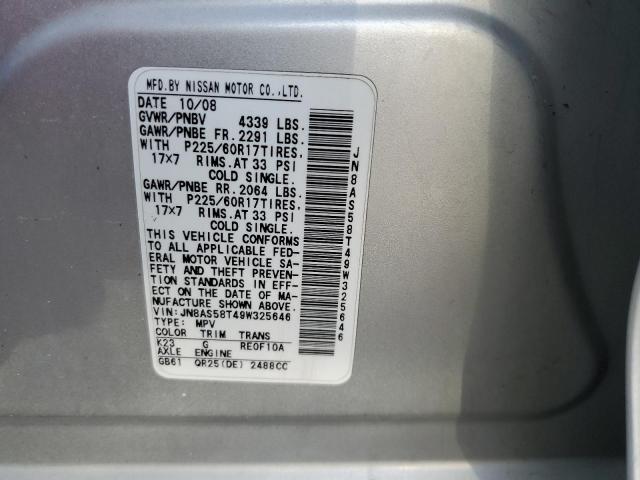 MFD.BY NISSAN MOTOR CO.,LTD.
DATE 10/08
GVWR/PNBV 4339 LBS.
GAWR/PNBE FR. 2291 LBS.
WITH P225/60R17TIRES,
17×7 RIMS.AT 33 PSI
COLD SINGLE.
GAWR/PNBE RR. 2064 LBS.
WITH P225/60R17TIRES,
17×7 RIMS.AT 33 PSI
COLD SINGLE.
THIS VEHICLE CONFORMS
TO ALL APPLICABLE FED-
ERAL MOTOR VEHICLE SA-
FETY AND THEFT PREVEN-
TION STANDARDS IN EFF-
ECT ON THE DATE OF MA-
NUFACTURE SHOWN ABOVE.
VIN:JN8AS58T49W325646
TYPE: MPV
COLOR TRIM TRANS
K23 G RE0F10A
AXLE ENGINE
GB61 QR25(DE) 2488CC
JN8AS58T49W325646